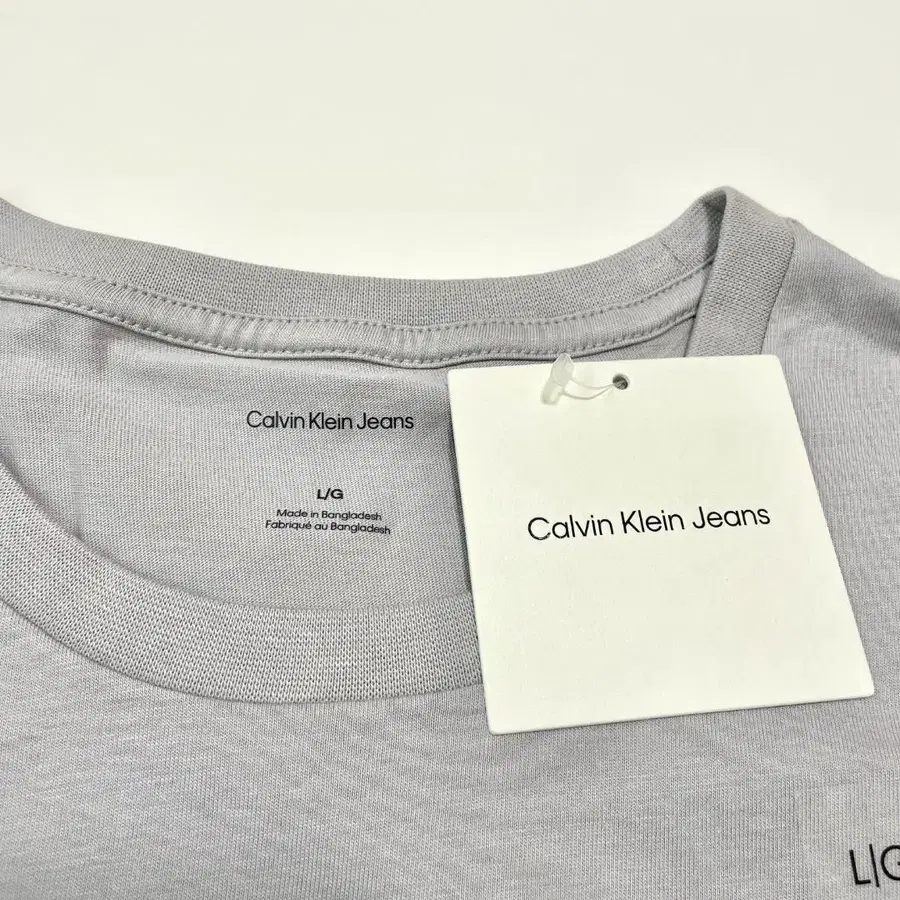 Calvin Klein Jeans
L/G
Made in Bangladesh
Fabriqué au Bangladesh
Calvin Klein Jeans
L|G